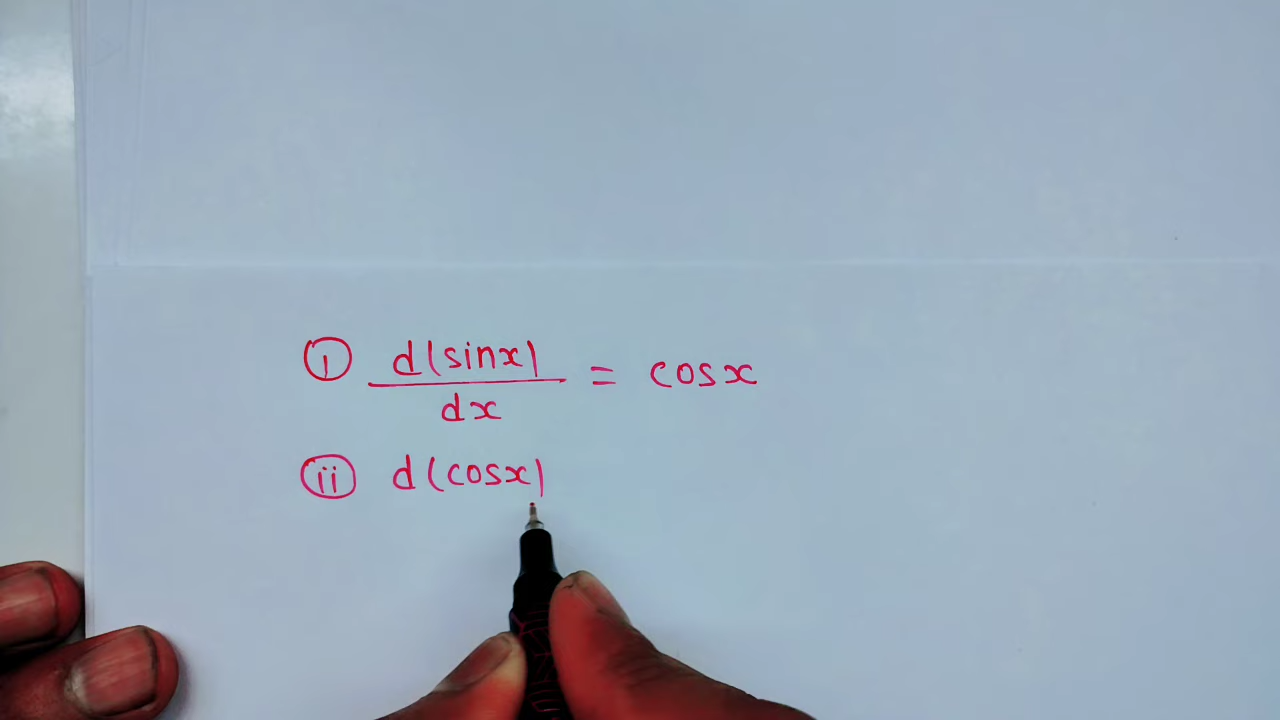 (i) d(sinx)/dx = cosx
(ii) d(cosx)